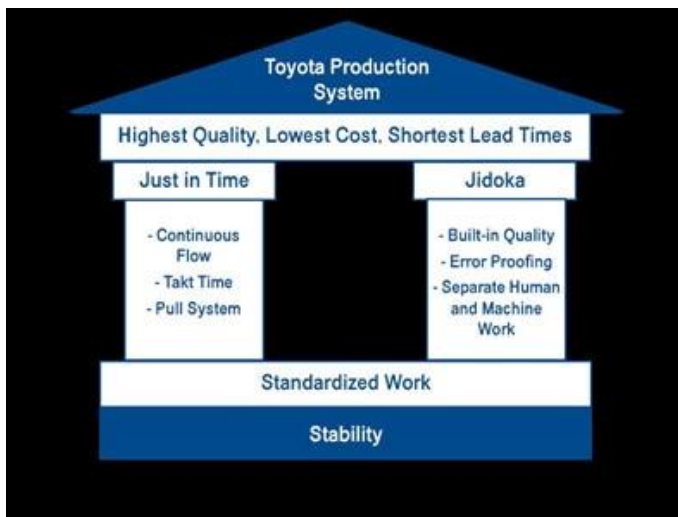 Toyota Production
System
Highest Quality, Lowest Cost, Shortest Lead Times
Just in Time
- Continuous
Flow
- Takt Time
- Pull System
Jidoka
- Built-in Quality
- Error Proofing
- Separate Human
and Machine
Work
Standardized Work
Stability